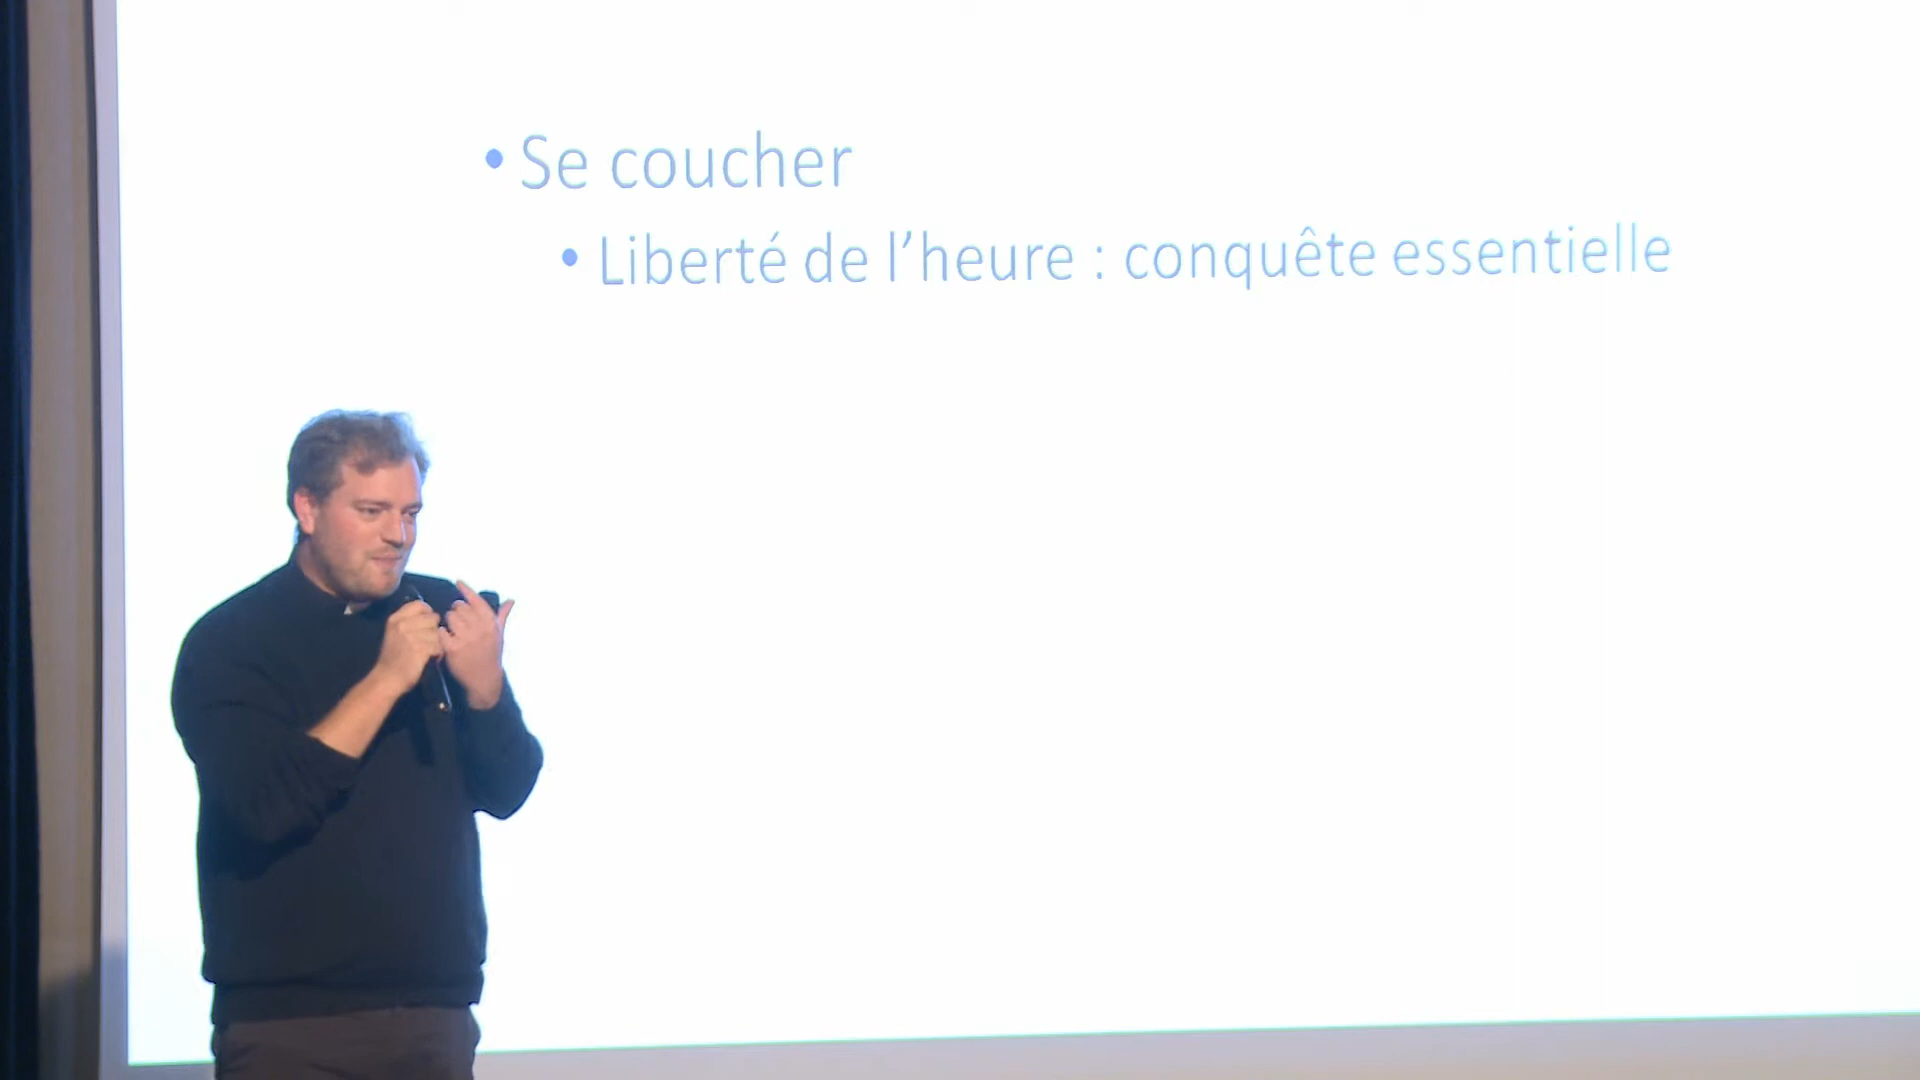 • Se coucher
• Liberté de l’heure : conquête essentielle